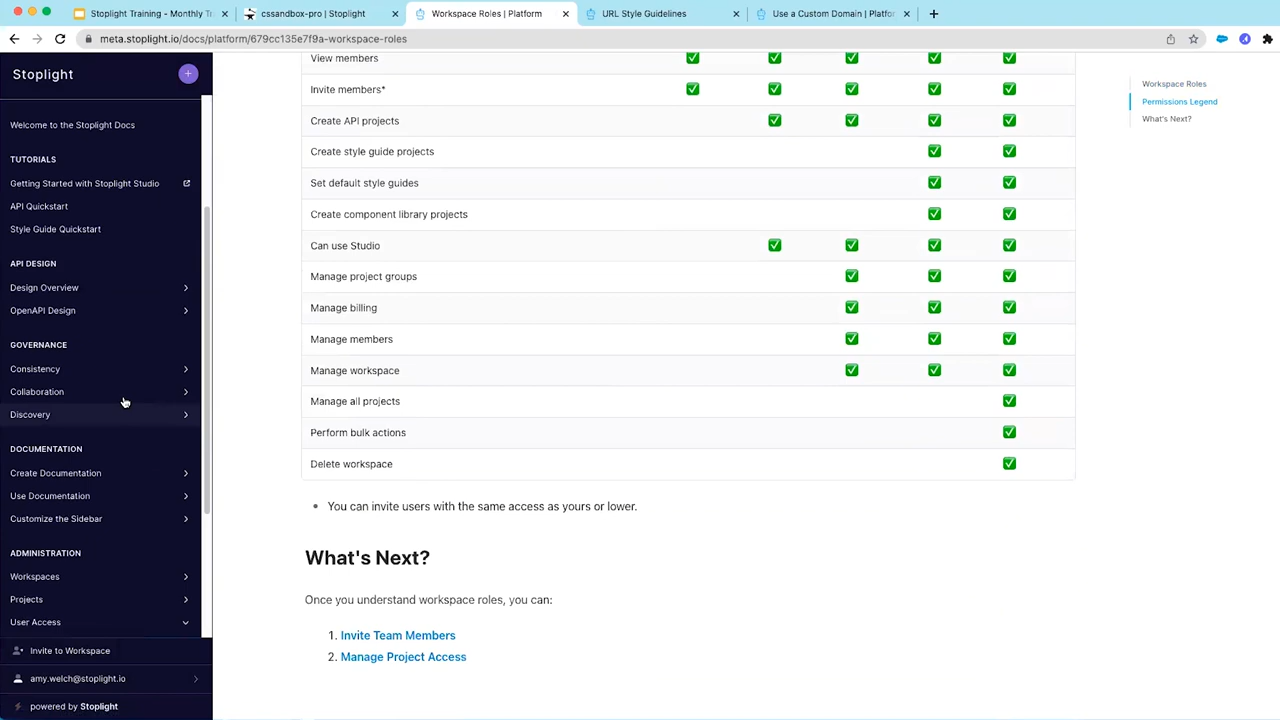 Stoplight Training - Monthly Tr
cssandbox-pro | Stoplight
Workspace Roles | Platform
URL Style Guidelines
Use a Custom Domain | Platfor
meta.stoplight.io/docs/platform/679cc135e7f9a-workspace-roles
Stoplight
Welcome to the Stoplight Docs
TUTORIALS
Getting Started with Stoplight Studio
API Quickstart
Style Guide Quickstart
API DESIGN
Design Overview
OpenAPI Design
GOVERNANCE
Consistency
Collaboration
Discovery
DOCUMENTATION
Create Documentation
Use Documentation
Customize the Sidebar
ADMINISTRATION
Workspaces
Projects
User Access
Invite to Workspace
amy.welch@stoplight.io
powered by Stoplight
View members
Invite members*
Create API projects
Create style guide projects
Set default style guides
Create component library projects
Can use Studio
Manage project groups
Manage billing
Manage members
Manage workspace
Manage all projects
Perform bulk actions
Delete workspace
• You can invite users with the same access as yours or lower.
What's Next?
Once you understand workspace roles, you can:
1. Invite Team Members
2. Manage Project Access
Workspace Roles
Permissions Legend
What's Next?